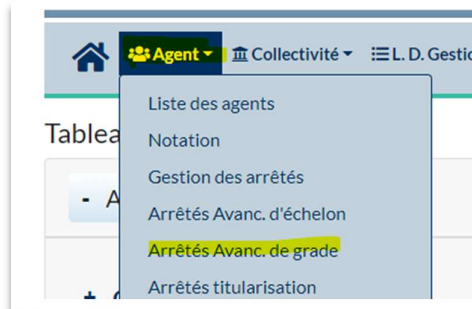 Agent Collectivité L. D. Gestio
Liste des agents
Tablea
Notation
Gestion des arrêtés
- A
Arrêtés Avanc. d'échelon
Arrêtés Avanc. de grade
Arrêtés titularisation